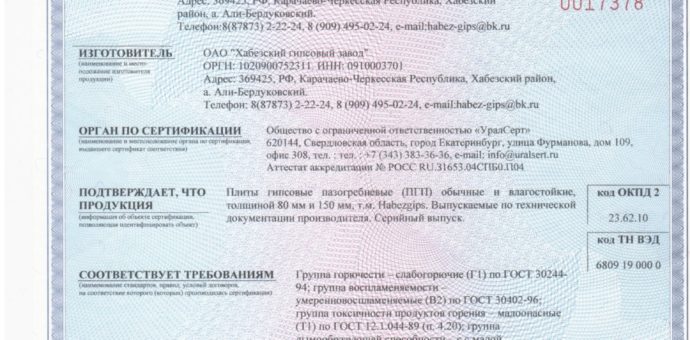 Адрес: 369425, РФ, Карачаево-Черкесская Республика, Хабезский
район, а. Али-Бердуковский.
Телефон:8(87873) 2-22-24, 8 (909) 495-02-24, e-mail:habez-gips@bk.ru
0017378
ИЗГОТОВИТЕЛЬ
(наименование и место-
положение изготовителя
продукции)
ОАО "Хабезский гипсовый завод".
ОГРН: 1020900752311. ИНН: 0910003701
Адрес: 369425, РФ, Карачаево-Черкесская Республика, Хабезский район,
а. Али-Бердуковский.
Телефон: 8(87873) 2-22-24, 8 (909) 495-02-24, e-mail:habez-gips@bk.ru
ОРГАН ПО СЕРТИФИКАЦИИ
(наименование и местоположение органа по сертификации,
выдавшего сертификат соответствия)
Общество с ограниченной ответственностью «УралСерт»
620144, Свердловская область, город Екатеринбург, улица Фурманова, дом 109,
офис 308, тел. : тел. : +7 (343) 383-36-36, e-mail: info@uralsert.ru
Аттестат аккредитации № РОСС RU.31653.04СПБ0.П04
ПОДТВЕРЖДАЕТ, ЧТО
ПРОДУКЦИЯ
(информация об объекте сертификации,
позволяющая идентифицировать объект)
Плиты гипсовые пазогребневые (ПГП) обычные и влагостойкие,
толщиной 80 мм и 150 мм, т.м. Habezgips. Выпускаемые по технической
документации производителя. Серийный выпуск.
код ОКПД 2
23.62.10
код ТН ВЭД
6809 19 000 0
СООТВЕТСТВУЕТ ТРЕБОВАНИЯМ
(наименование стандартов, правил, условий договоров,
на соответствие которого (которых) производилась сертификация)
Группа горючести – слабогорючие (Г1) по ГОСТ 30244-
94; группа воспламеняемости –
умеренновоспламеняемые (В2) по ГОСТ 30402-96;
группа токсичности продуктов горения – малоопасные
(Т1) по ГОСТ 12.1.044-89 (п. 4.20); группа
дымообразующей способности – с малой